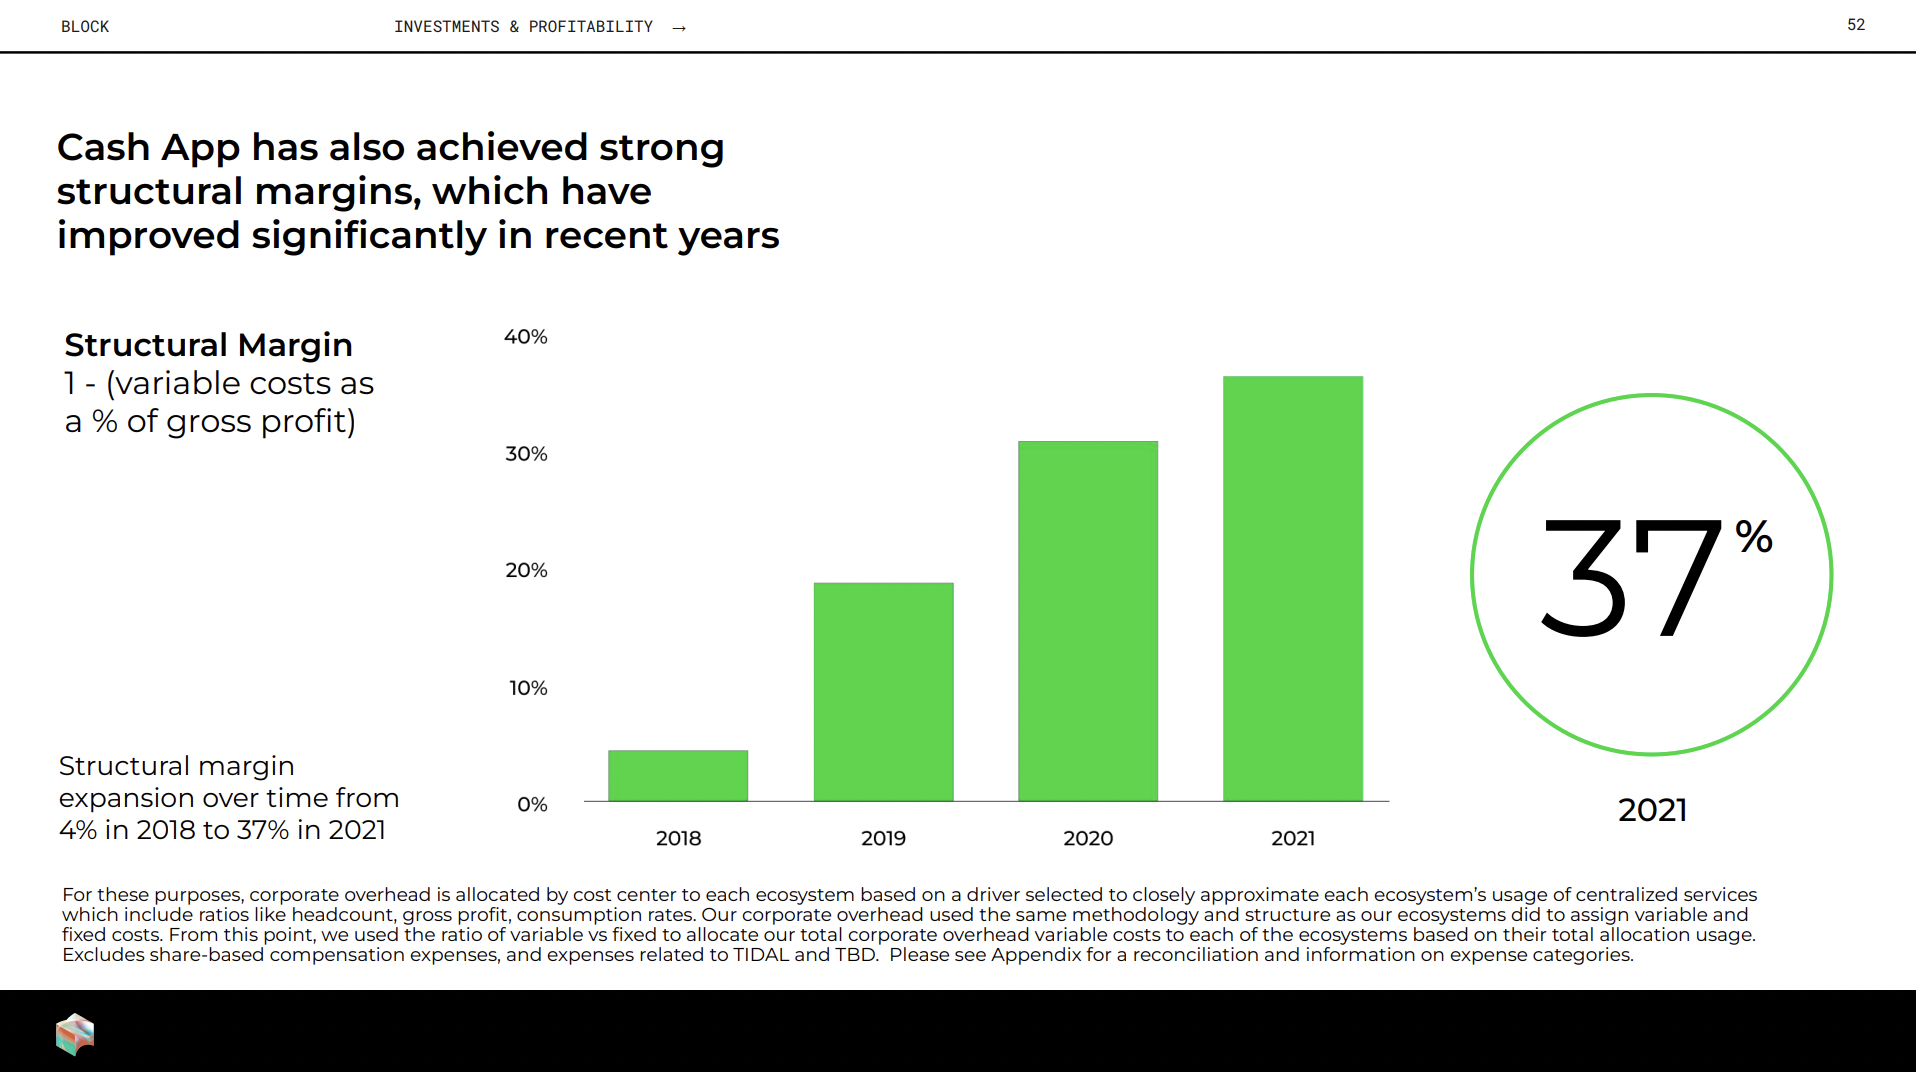 BLOCK
INVESTMENTS & PROFITABILITY →
52
Cash App has also achieved strong
structural margins, which have
improved significantly in recent years
Structural Margin
1 - (variable costs as
a % of gross profit)
Structural margin
expansion over time from
4% in 2018 to 37% in 2021
40%
30%
20%
10%
0%
2018
2019
2020
2021
37%
2021
For these purposes, corporate overhead is allocated by cost center to each ecosystem based on a driver selected to closely approximate each ecosystem’s usage of centralized services
which include ratios like headcount, gross profit, consumption rates. Our corporate overhead used the same methodology and structure as our ecosystems did to assign variable and
fixed costs. From this point, we used the ratio of variable vs fixed to allocate our total corporate overhead variable costs to each of the ecosystems based on their total allocation usage.
Excludes share-based compensation expenses, and expenses related to TIDAL and TBD.  Please see Appendix for a reconciliation and information on expense categories.